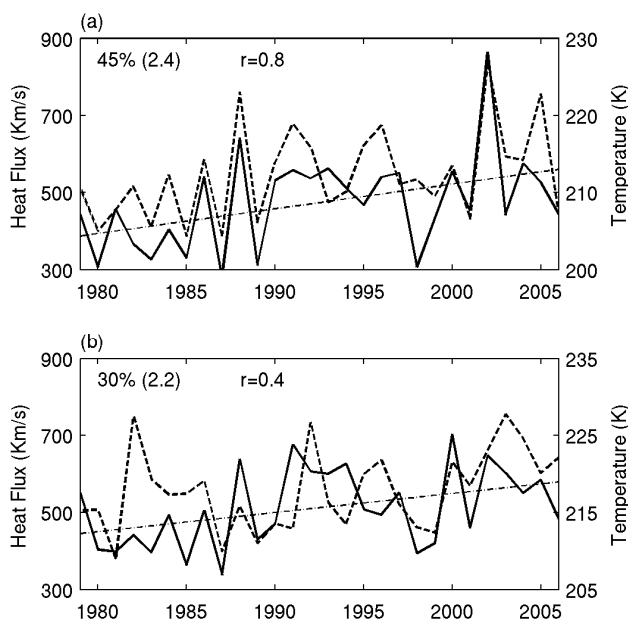 (a)
45% (2.4) r=0.8
900
700
500
300
Heat Flux (Km/s)
230
220
210
200
Temperature (K)
1980 1985 1990 1995 2000 2005
(b)
30% (2.2) r=0.4
900
700
500
300
Heat Flux (Km/s)
235
225
215
205
Temperature (K)
1980 1985 1990 1995 2000 2005